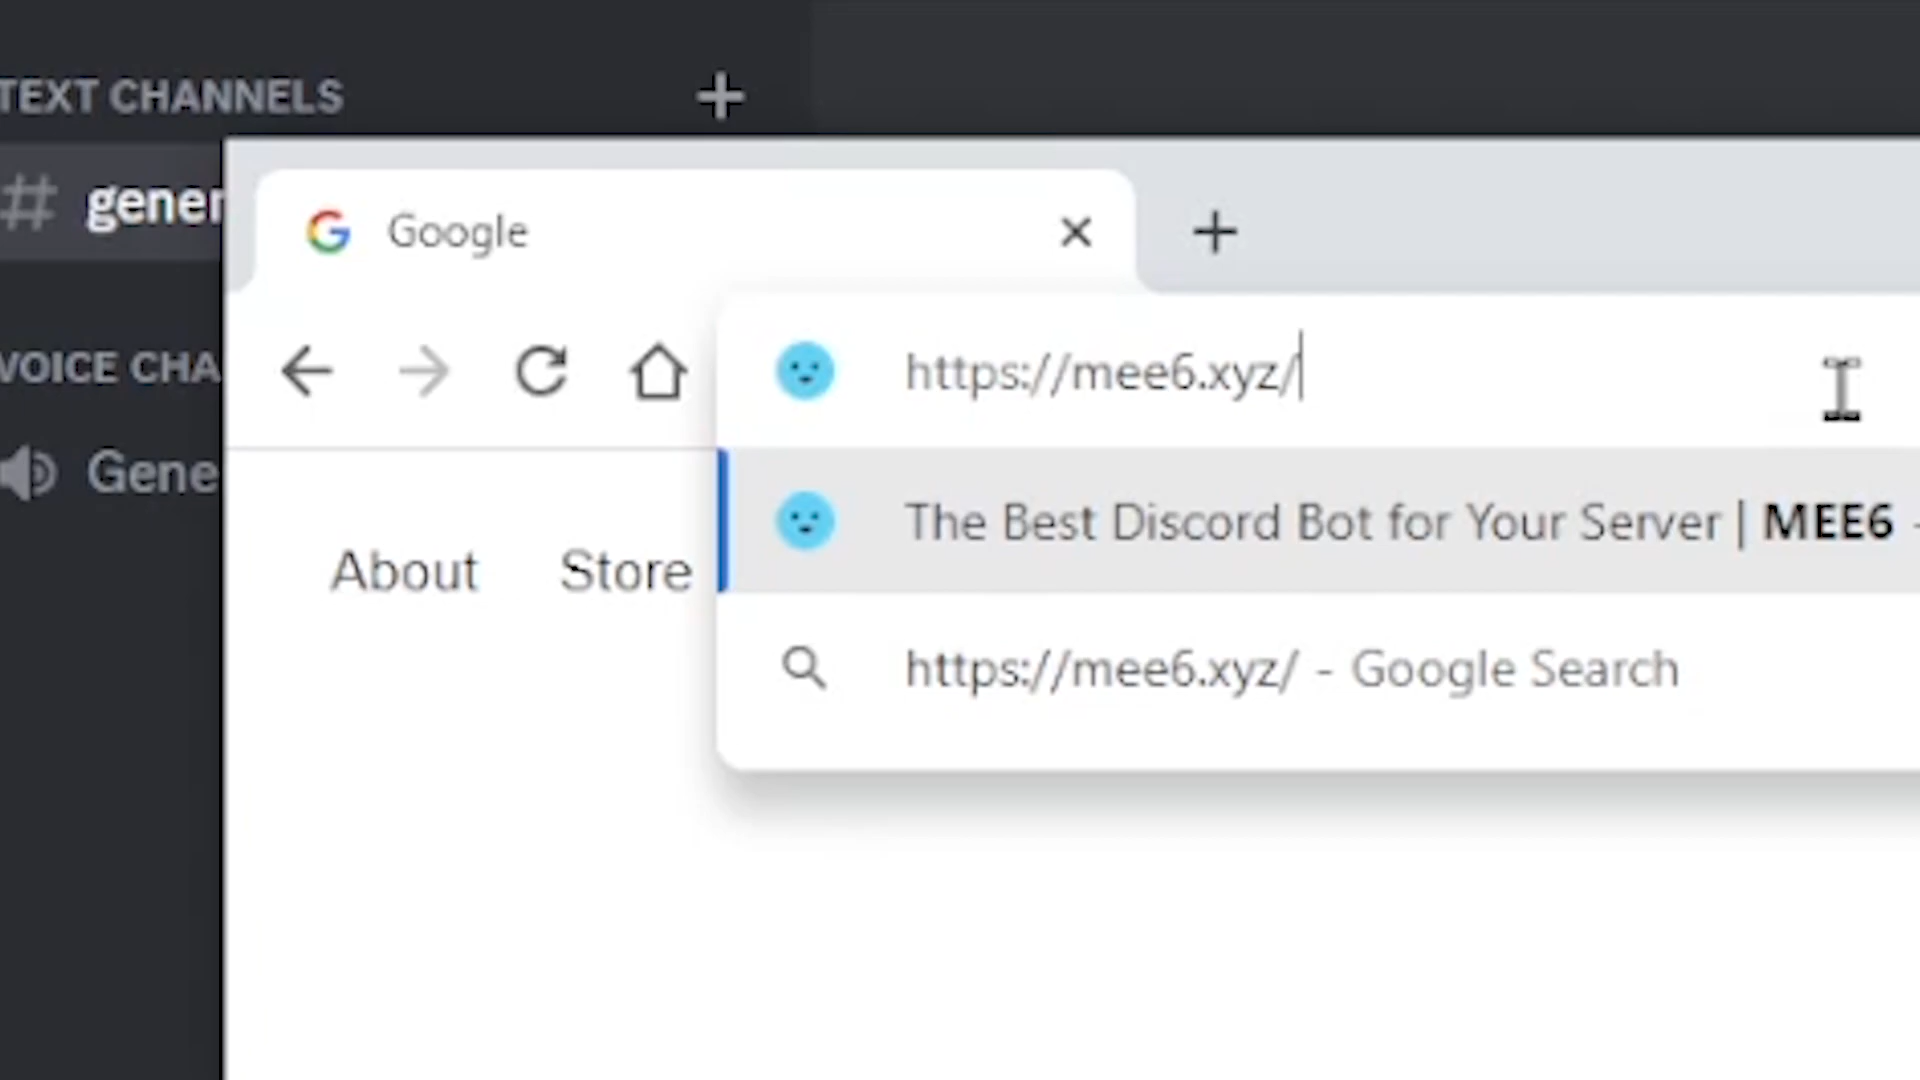 TEXT CHANNELS
gener
VOICE CHA
Gene
Google
https://mee6.xyz/
About Store
The Best Discord Bot for Your Server | MEE6 -
https://mee6.xyz/ - Google Search